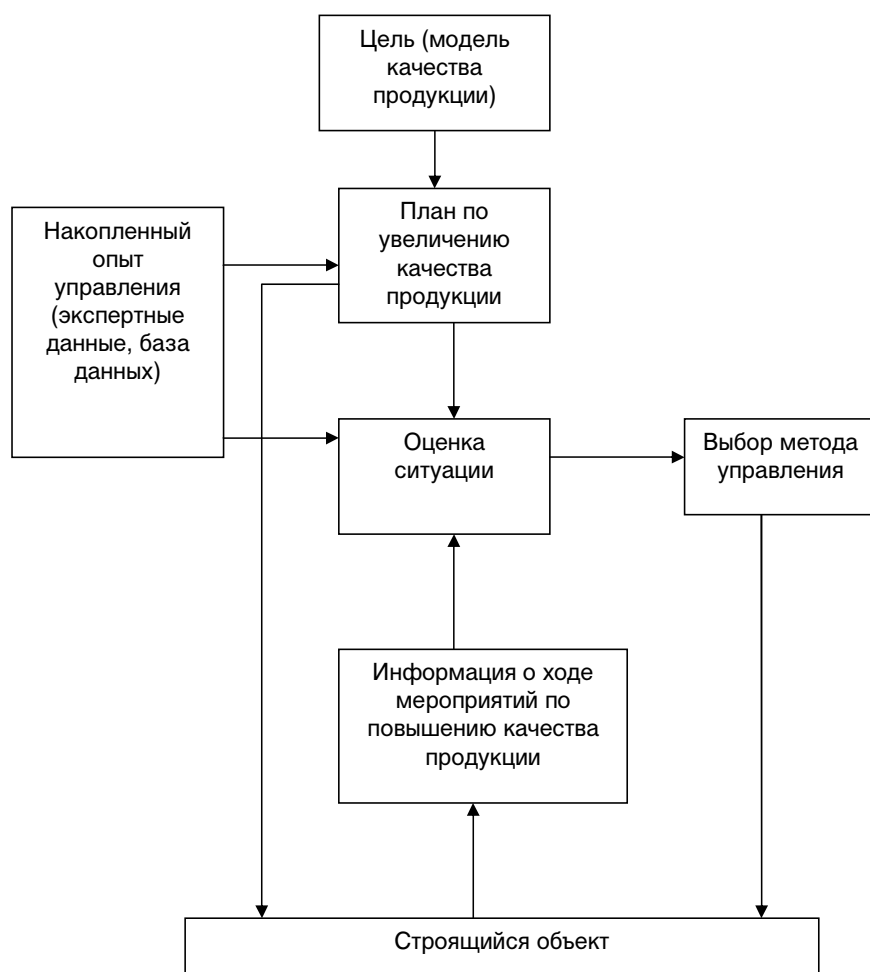 Цель (модель
качества
продукции)
План по
увеличению
качества
продукции
Накопленный
опыт
управления
(экспертные
данные, база
данных)
Оценка
ситуации
Выбор метода
управления
Информация о ходе
мероприятий по
повышению качества
продукции
Строящийся объект